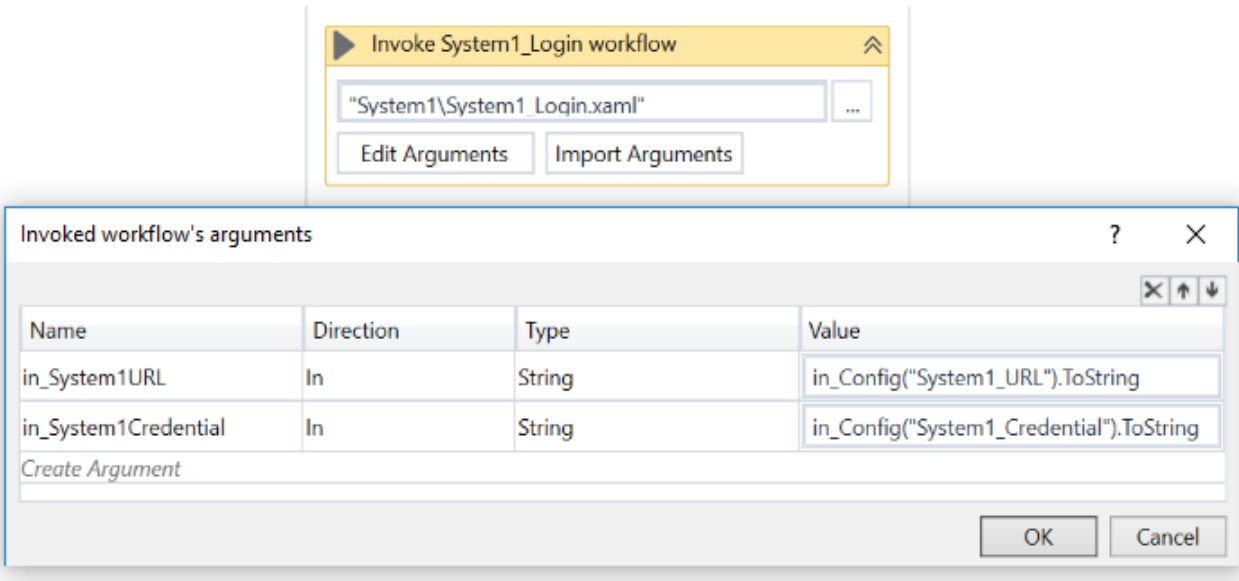 Invoke System1_Login workflow
"System1\System1_Login.xaml"
...
Edit Arguments Import Arguments
Invoked workflow's arguments ?
Name Direction Type Value
in_System1URL In String in_Config("System1_URL").ToString
in_System1Credential In String in_Config("System1_Credential").ToString
Create Argument
OK Cancel